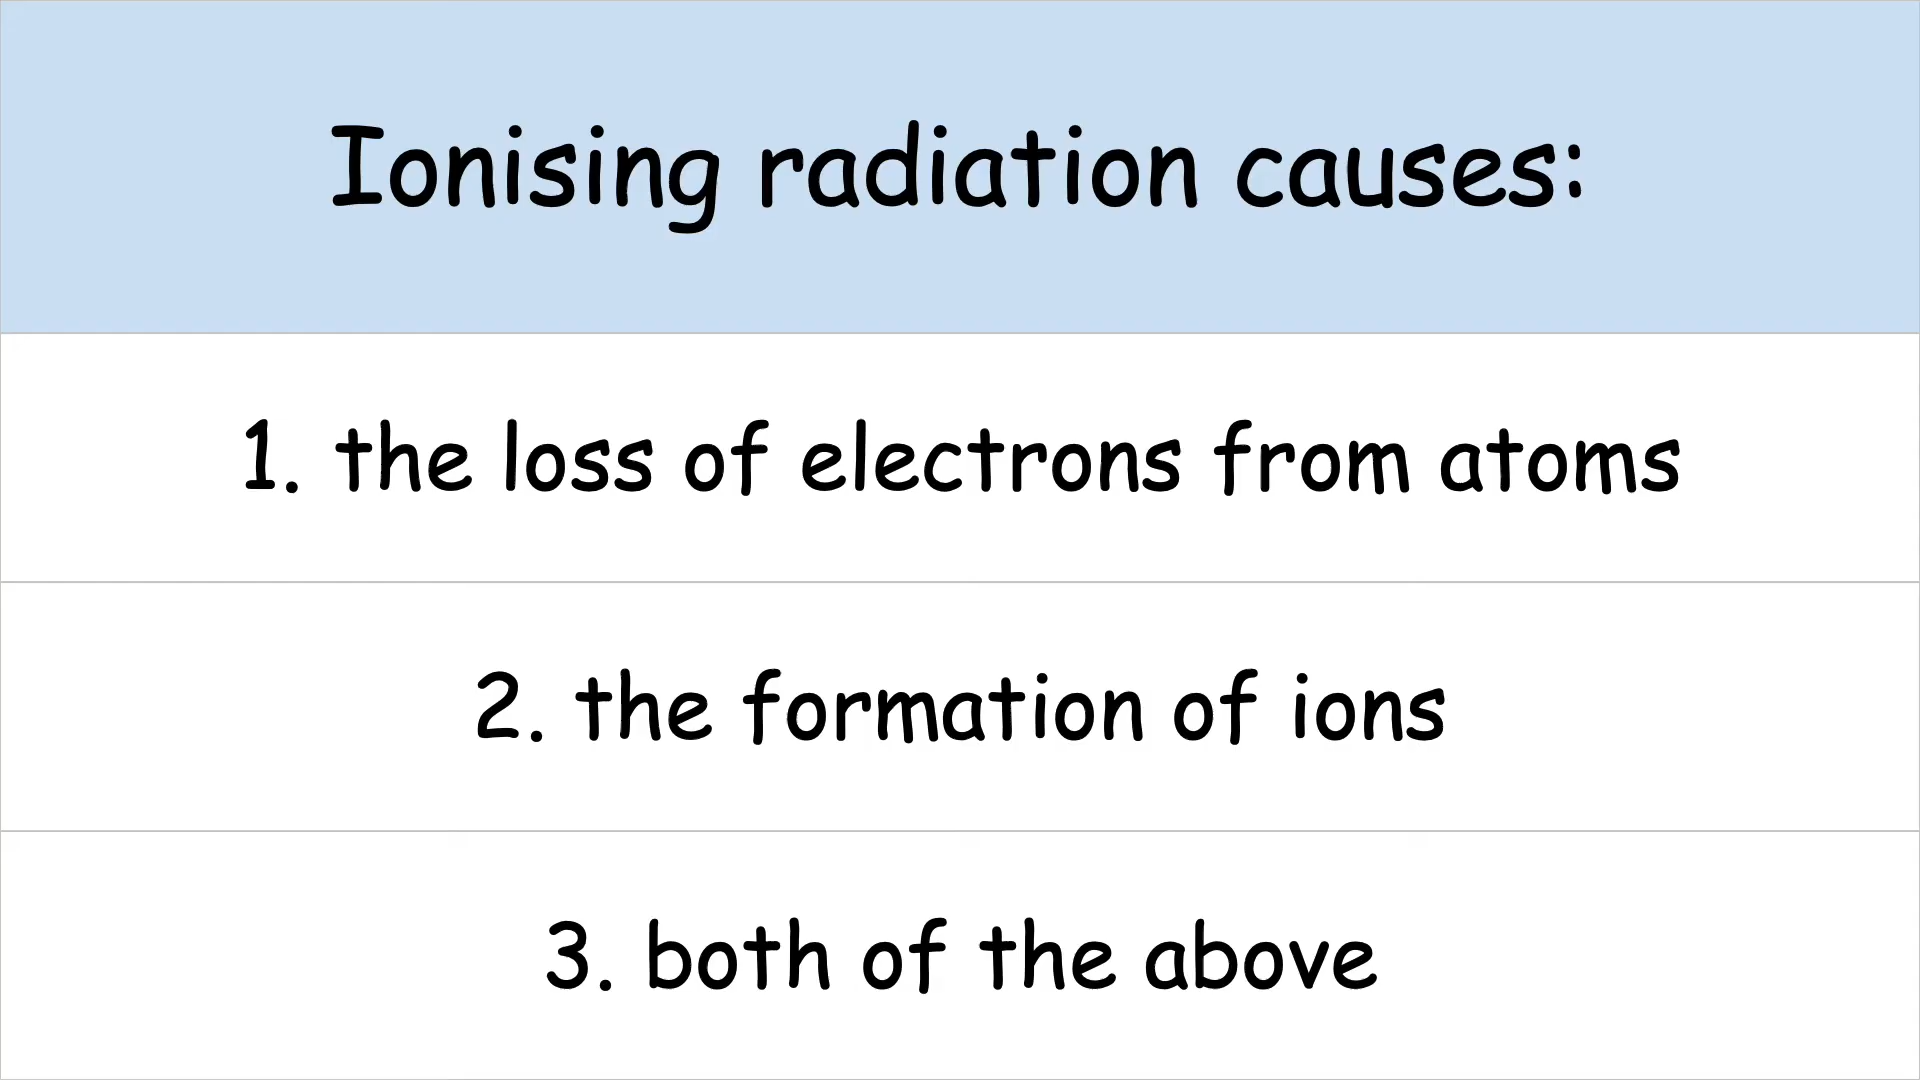 Ionising radiation causes:
1. the loss of electrons from atoms
2. the formation of ions
3. both of the above